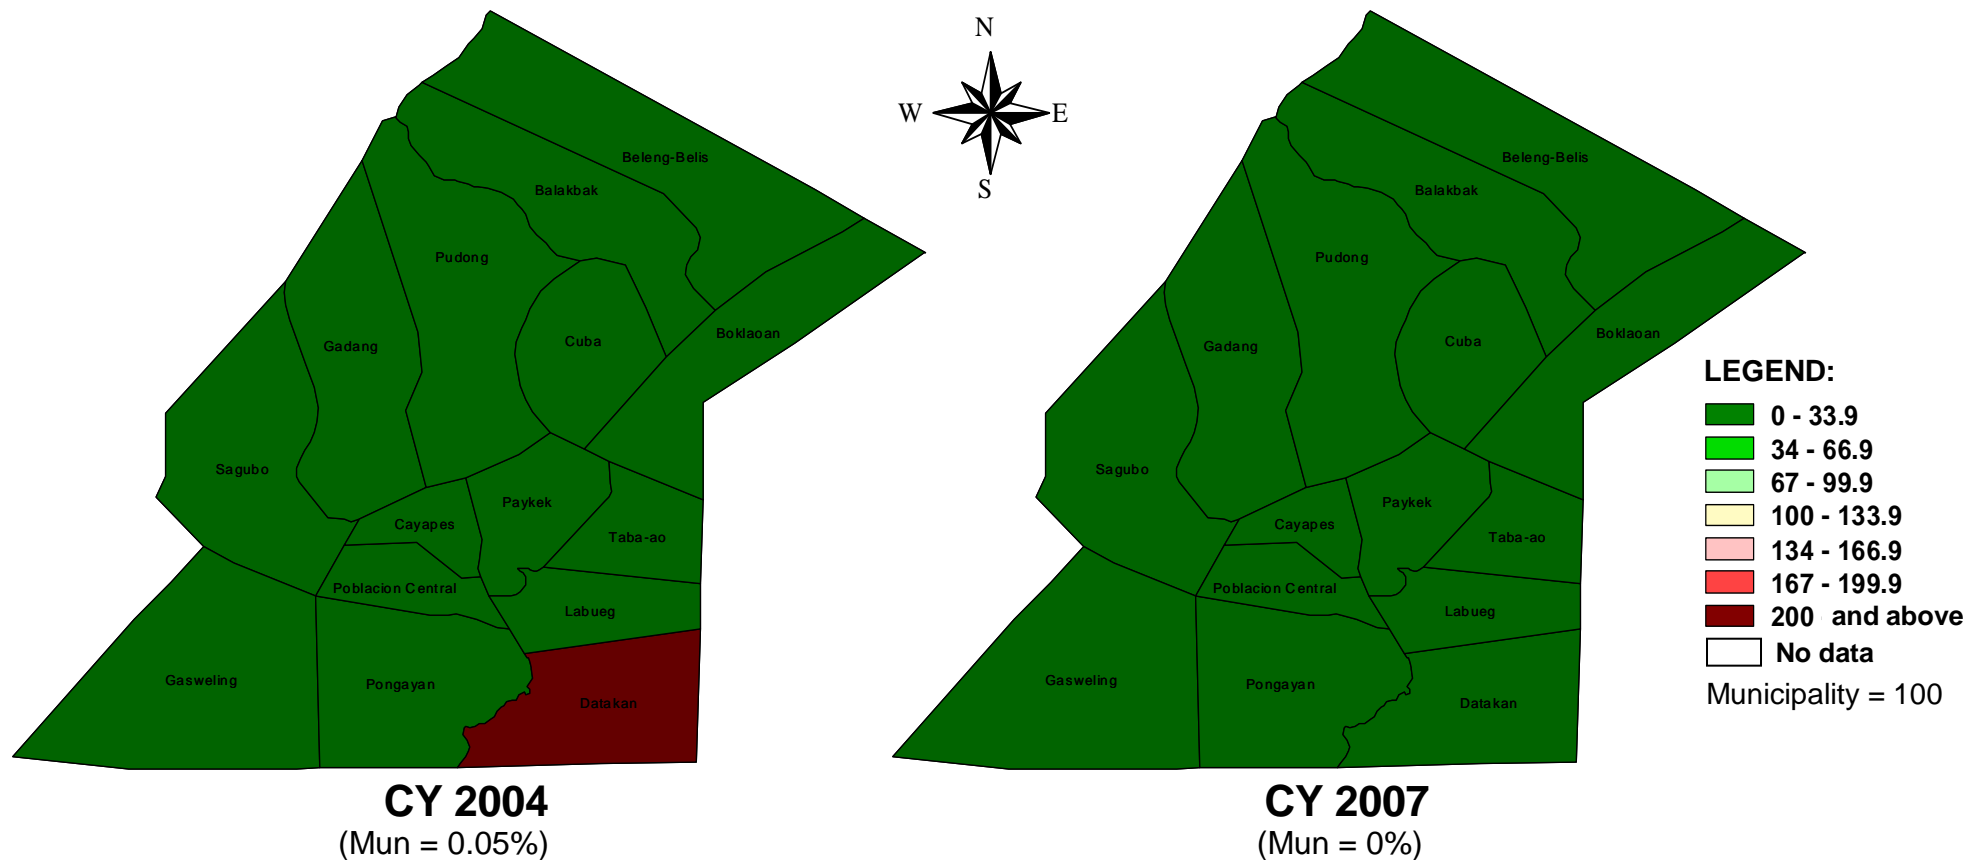 N
W E
S
Beleng-Belis
Balakbak
Pudong
Gadang
Cuba
Boklaoan
Sagubo
Paykek
Cayapes
Taba-ao
Poblacion Central
Labueg
Gasweling
Pongayan
Datakan
CY 2004
(Mun = 0.05%)
Beleng-Belis
Balakbak
Pudong
Gadang
Cuba
Boklaoan
Sagubo
Paykek
Cayapes
Taba-ao
Poblacion Central
Labueg
Gasweling
Pongayan
Datakan
CY 2007
(Mun = 0%)
LEGEND:
0 - 33.9
34 - 66.9
67 - 99.9
100 - 133.9
134 - 166.9
167 - 199.9
200 and above
No data
Municipality = 100